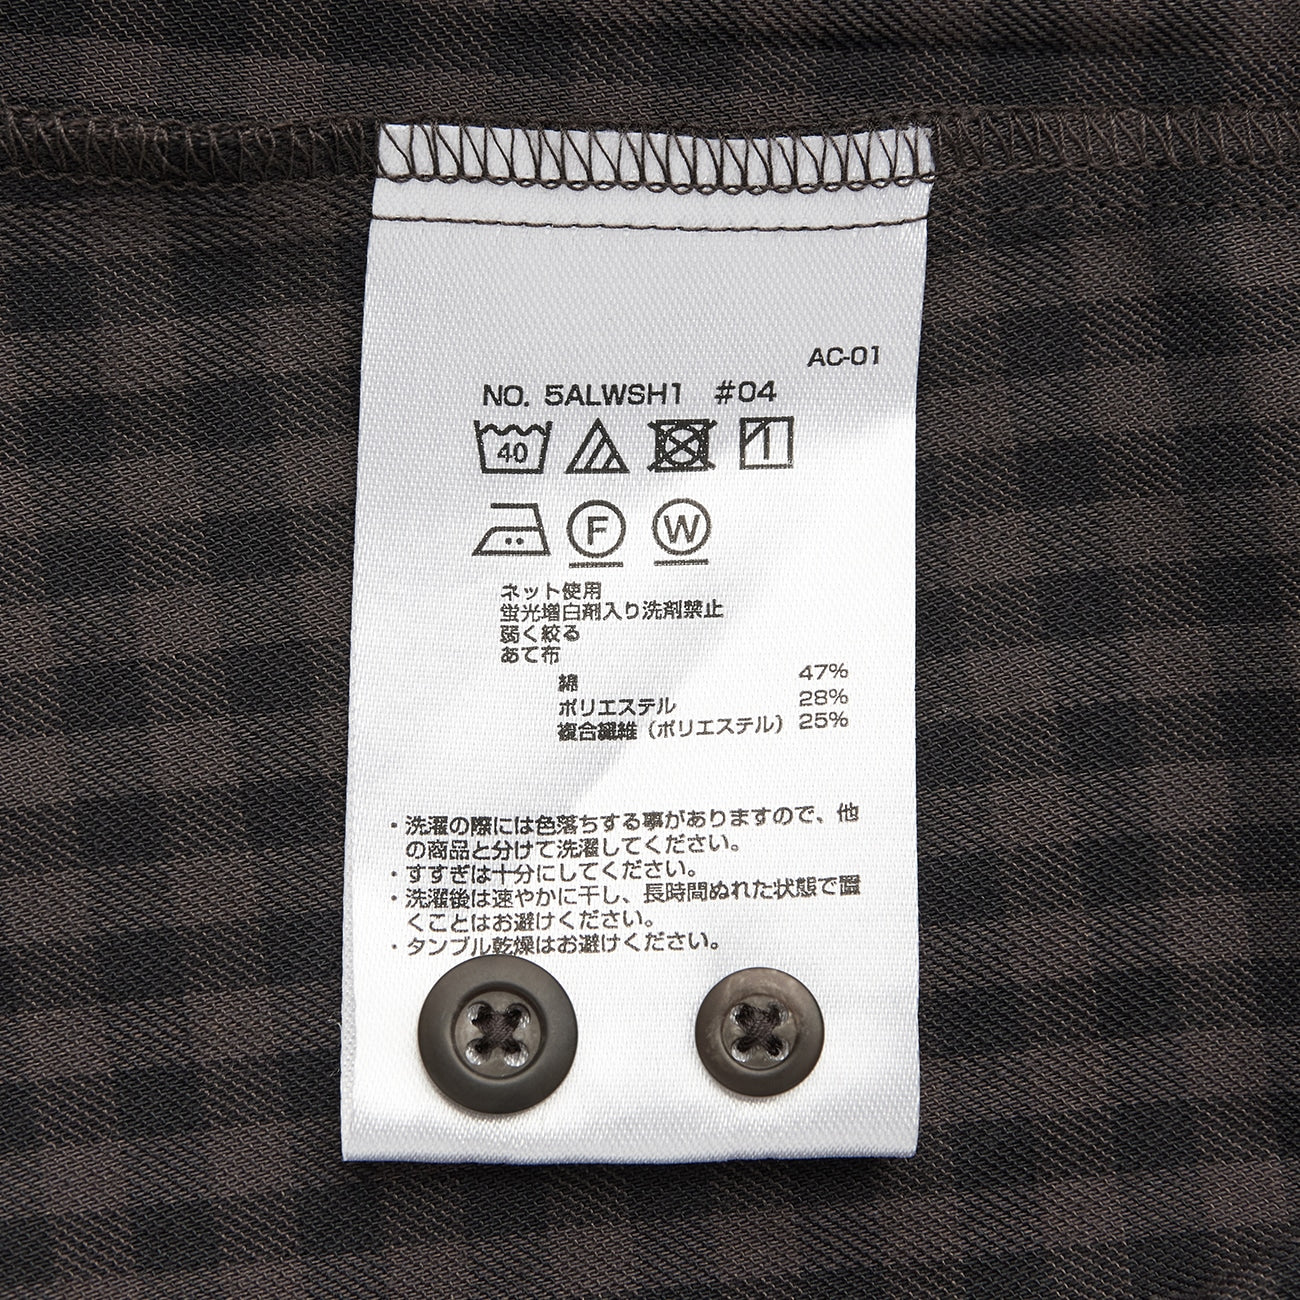 AC-01
NO. 5ALWSH1 #04
40
F W
ネット使用
蛍光増白剤入り洗剤禁止
弱く絞る
あて布
綿 47%
ポリエステル 28%
複合繊維（ポリエステル） 25%
・洗濯の際には色落ちする事がありますので、他
の商品と分けて洗濯してください。
・すすぎは十分にしてください。
・洗濯後は速やかに干し、長時間ぬれた状態で置
くことはお避けください。
・タンブル乾燥はお避けください。